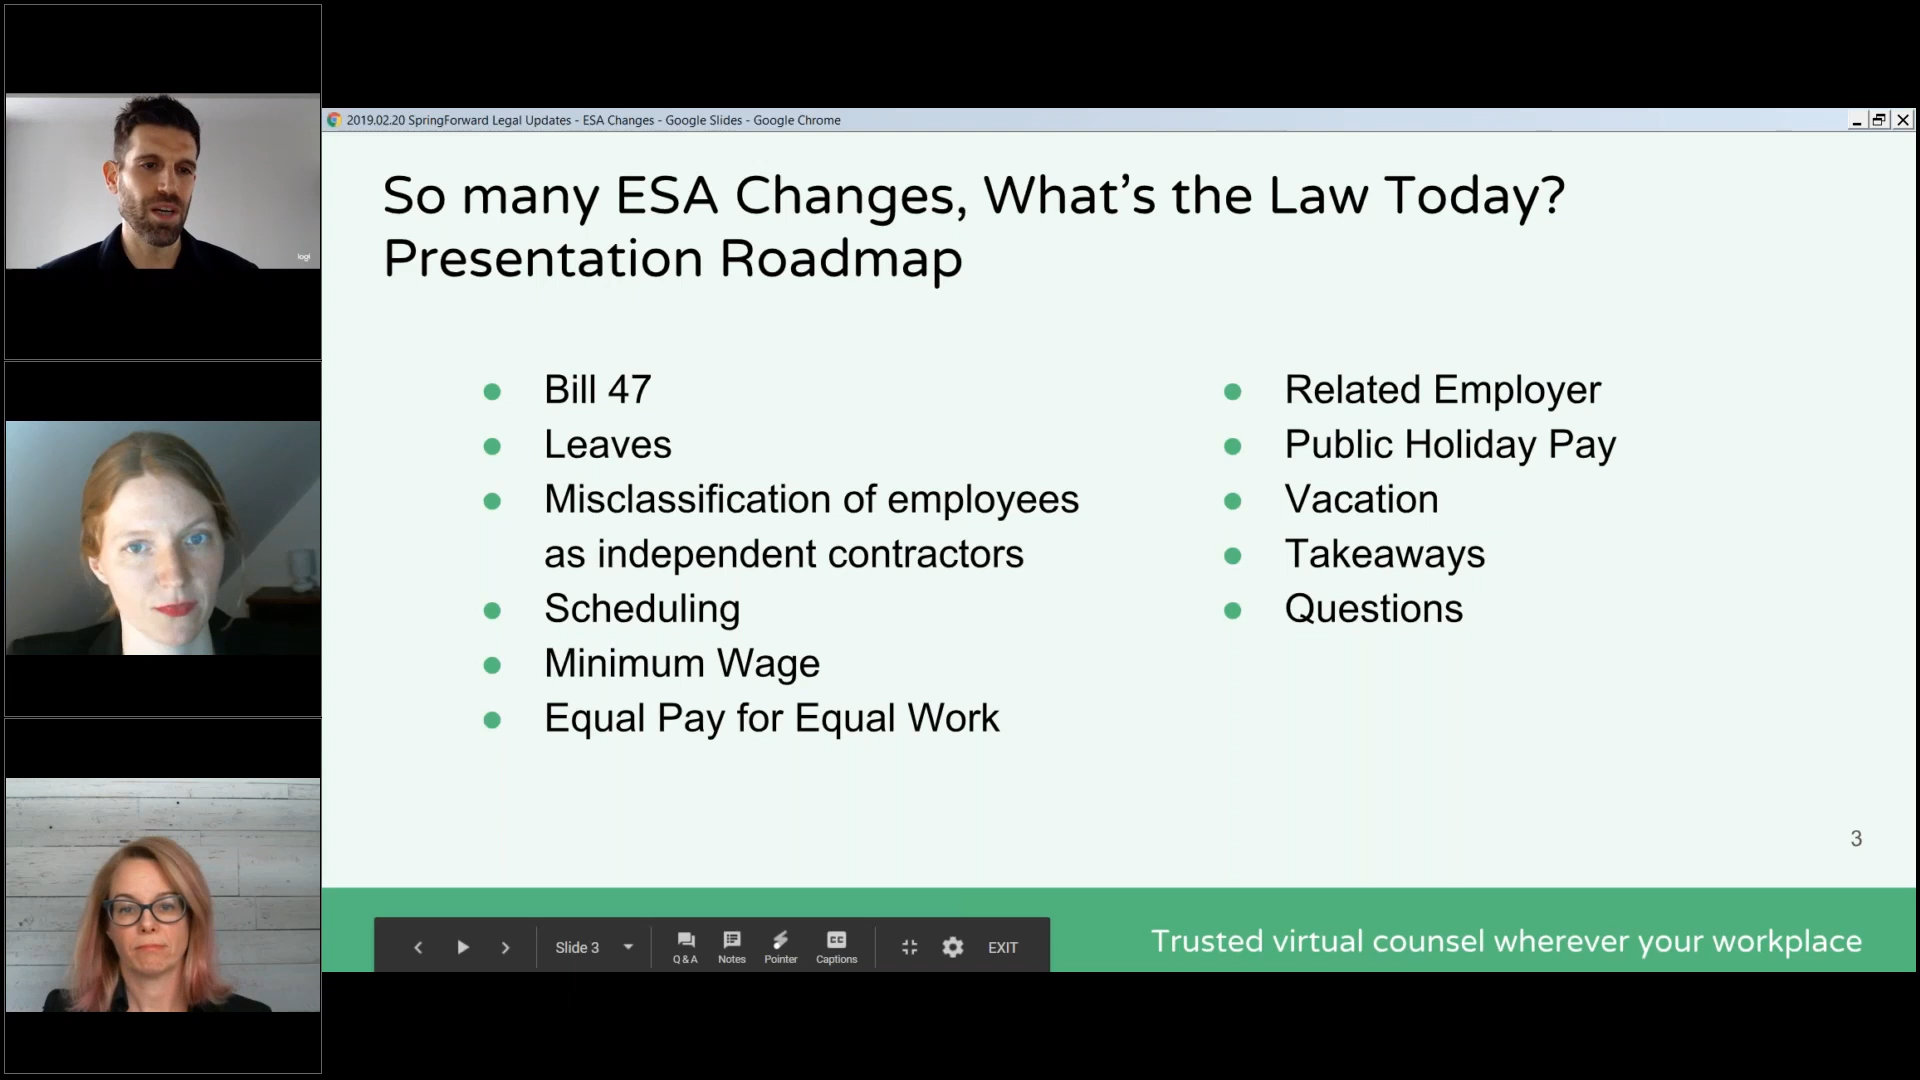 logi
2019.02.20 SpringForward Legal Updates - ESA Changes - Google Slides - Google Chrome
So many ESA Changes, What's the Law Today?
Presentation Roadmap
Bill 47
Leaves
Misclassification of employees
as independent contractors
Scheduling
Minimum Wage
Equal Pay for Equal Work
Related Employer
Public Holiday Pay
Vacation
Takeaways
Questions
3
Slide 3
Q & A
Notes
Pointer
CC
Captions
EXIT
Trusted virtual counsel wherever your workplace